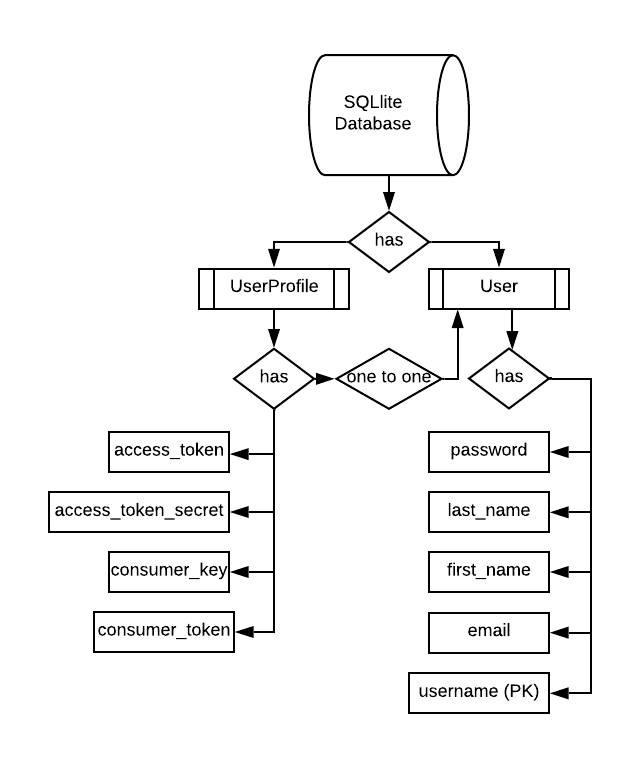 SQLlite
Database
has
UserProfile
User
has
one to one
has
access_token
password
access_token_secret
last_name
consumer_key
first_name
consumer_token
email
username (PK)